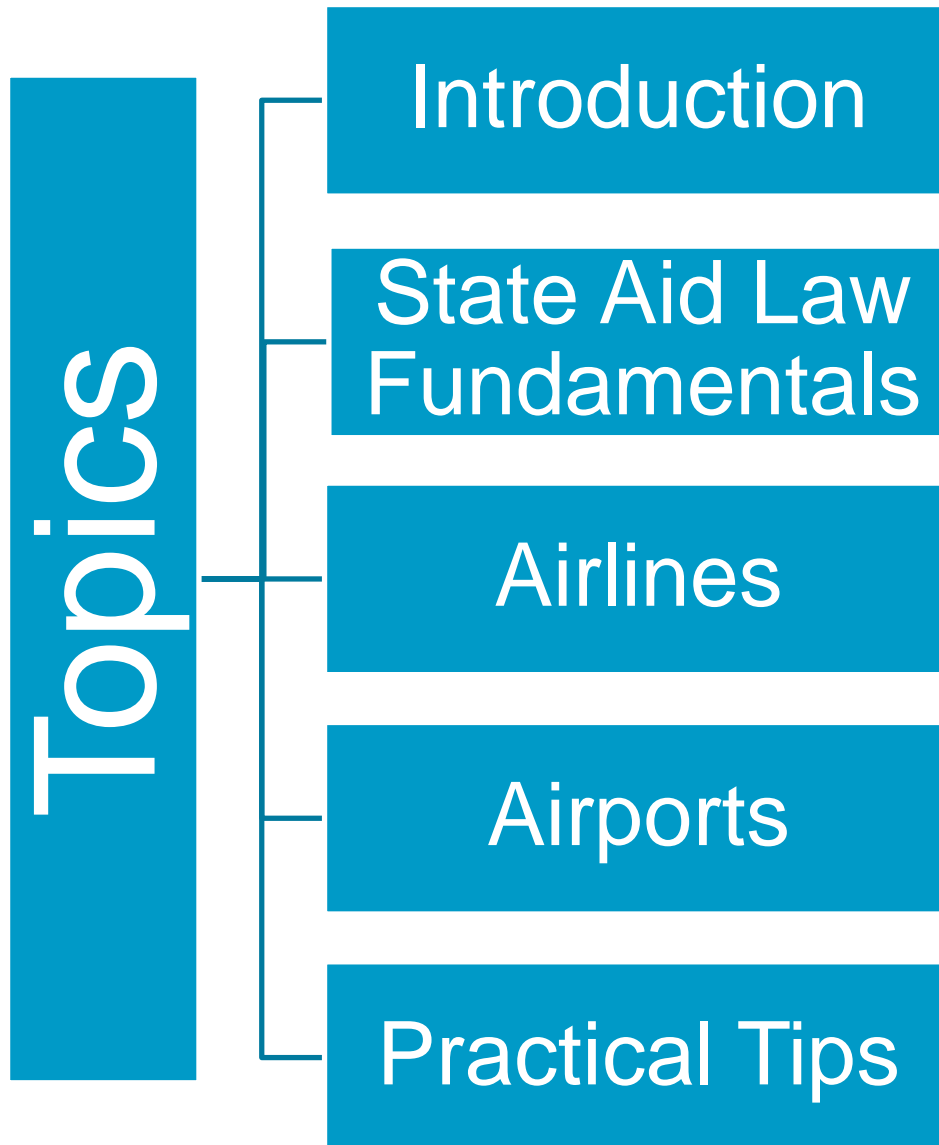 Topics
Introduction
State Aid Law
Fundamentals
Airlines
Airports
Practical Tips